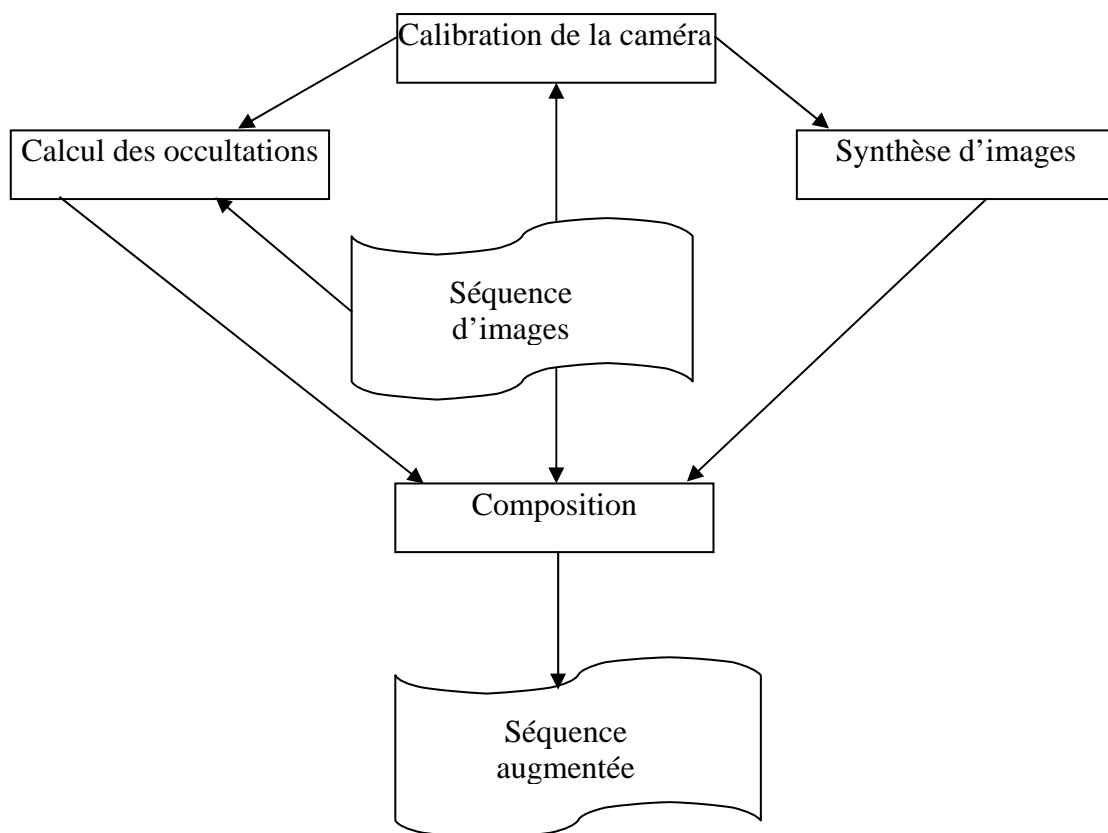 Calibration de la caméra
Calcul des occultations
Synthèse d’images
Séquence
d’images
Composition
Séquence
augmentée